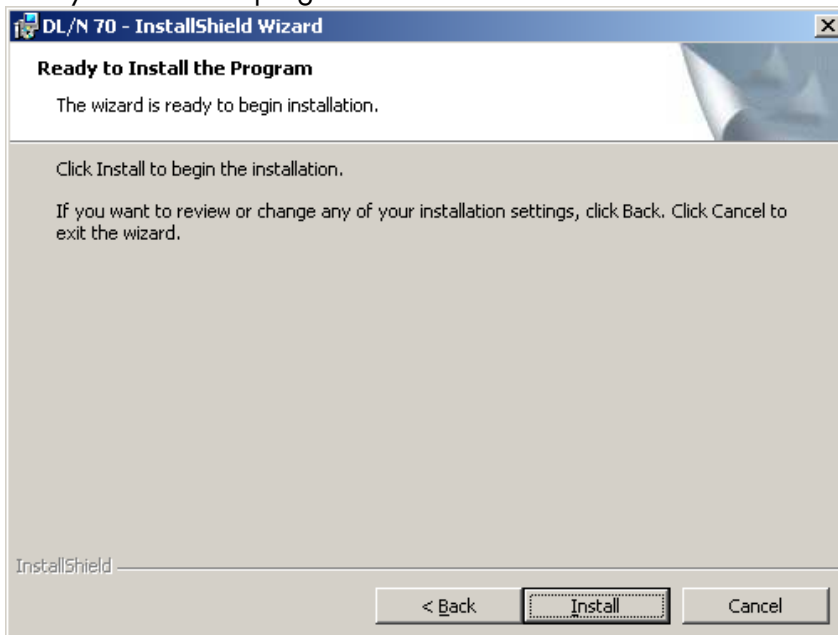 DL/N 70 - InstallShield Wizard
Ready to Install the Program
The wizard is ready to begin installation.
Click Install to begin the installation.
If you want to review or change any of your installation settings, click Back. Click Cancel to
exit the wizard.
InstallShield
< Back Install Cancel